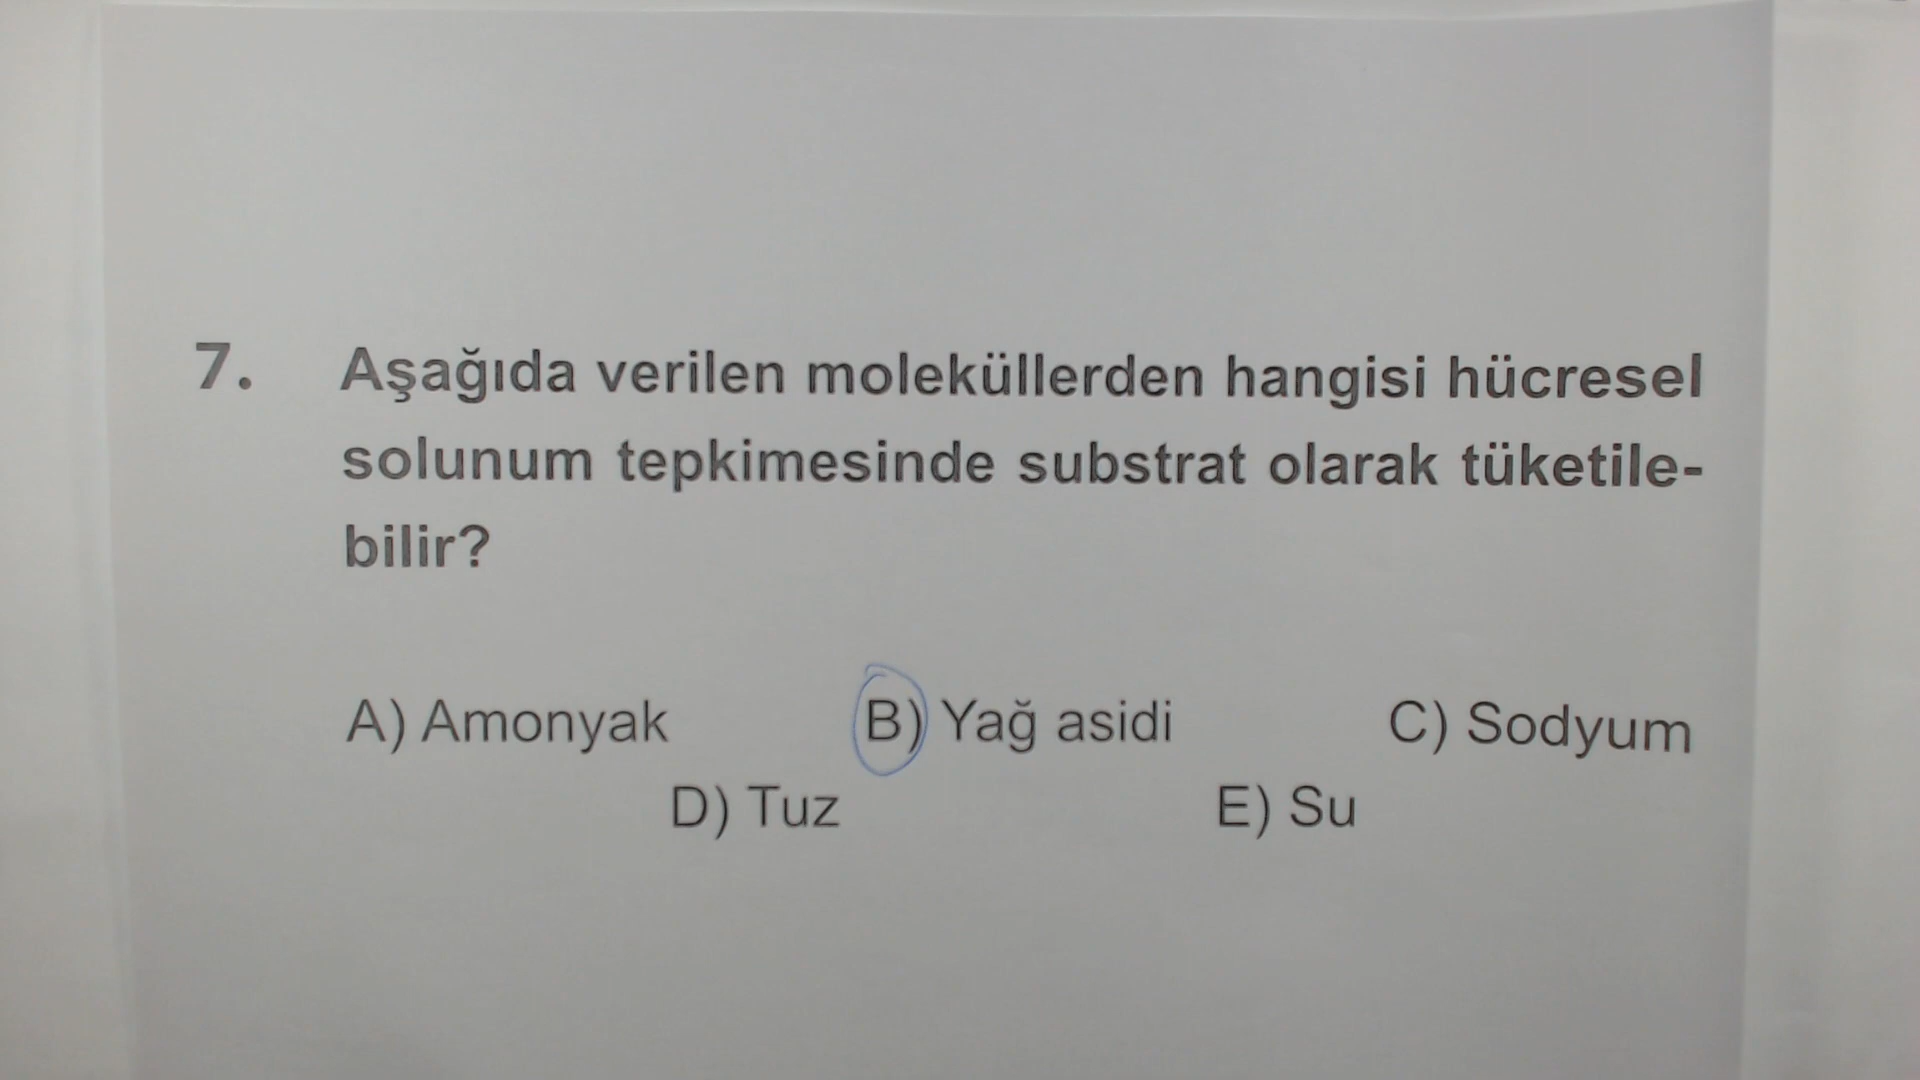 7. Aşağıda verilen moleküllerden hangisi hücresel
solunum tepkimesinde substrat olarak tüketile-
bilir?
A) Amonyak B) Yağ asidi C) Sodyum
D) Tuz E) Su